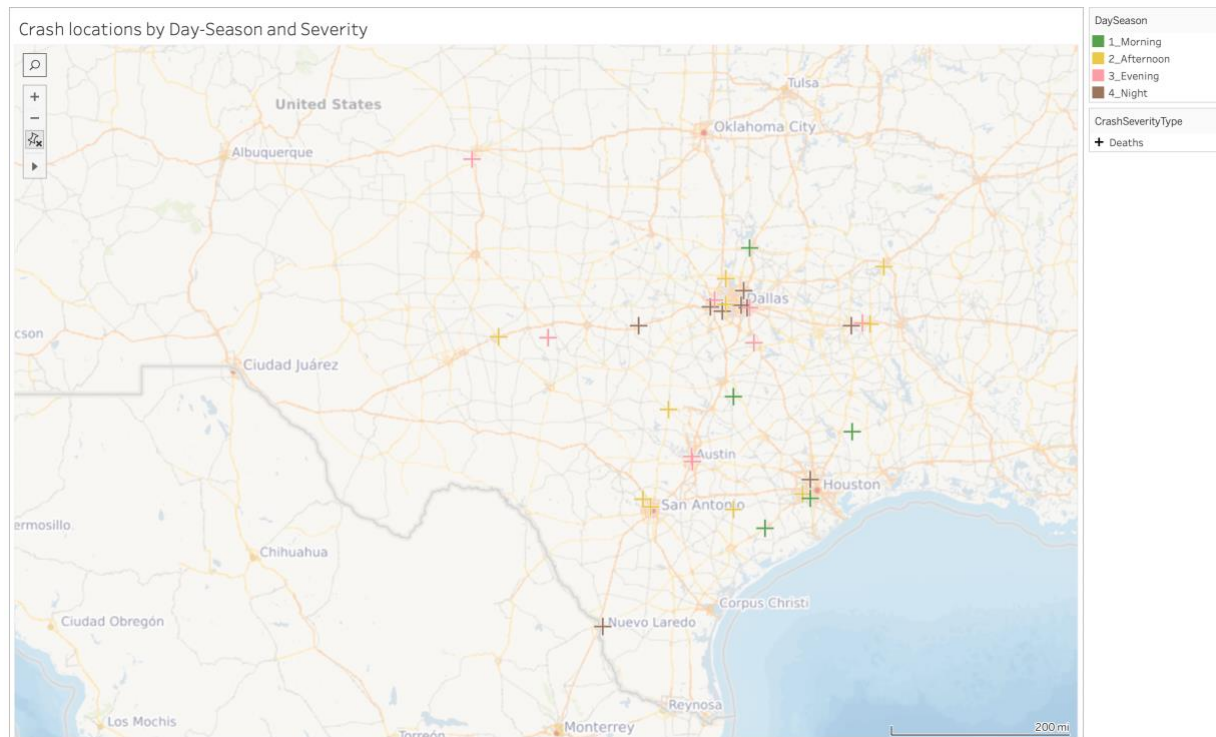 Crash locations by Day-Season and Severity
DaySeason
1_Morning
2_Afternoon
3_Evening
4_Night
CrashSeverityType
Deaths
United States
Tulsa
Oklahoma City
Albuquerque
Dallas
cson
Ciudad Juárez
Austin
Houston
San Antonio
ermosillo
Chihuahua
Corpus Christi
Ciudad Obregón
Nuevo Laredo
Reynosa
Los Mochis
Monterrey
Torreón
200 mi